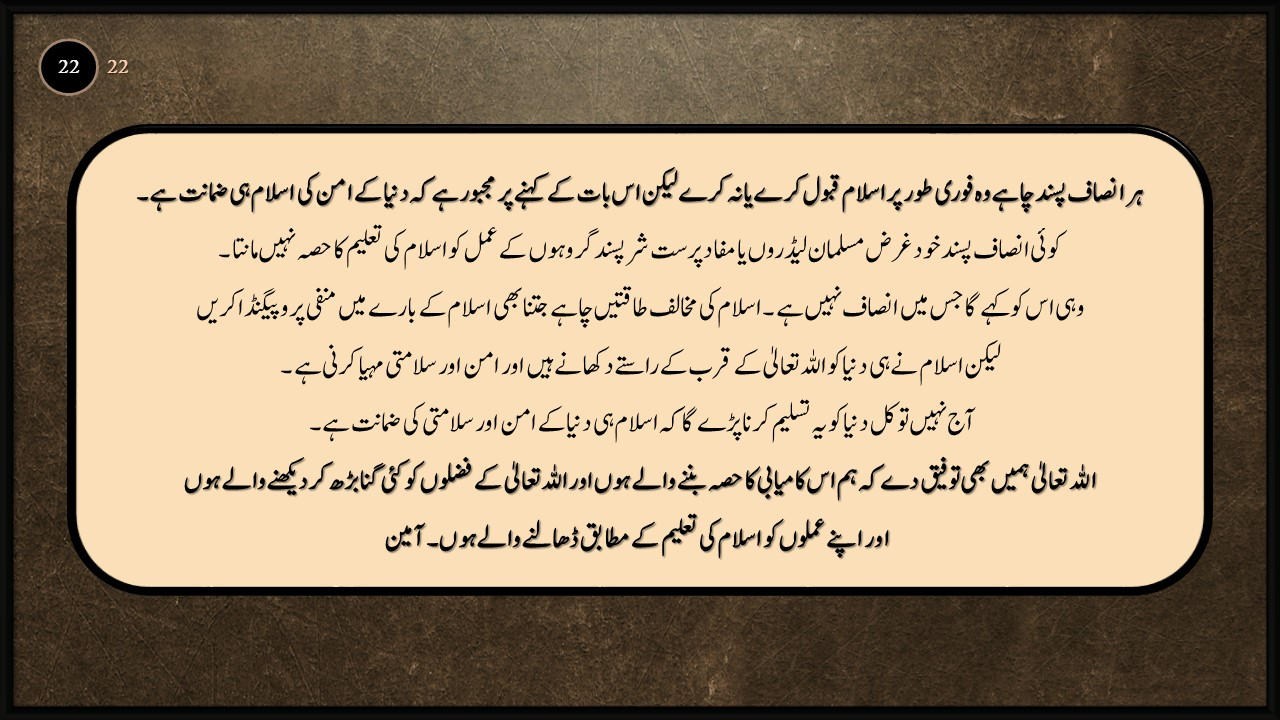 22 22
ہر انصاف پسند چاہے وہ فوری طور پر اسلام قبول کرے یا نہ کرے لیکن اس بات کے کہنے پر مجبور ہے کہ دنیا کے امن کی اسلام ہی ضمانت ہے۔
کوئی انصاف پسند خود غرض مسلمان لیڈروں یا مفاد پرست شر پسند گروہوں کے عمل کو اسلام کی تعلیم کا حصہ نہیں مانتا۔
وہی اس کو کہے گا جس میں انصاف نہیں ہے۔ اسلام کی مخالف طاقتیں چاہے جتنا بھی اسلام کے بارے میں منفی پروپیگنڈا کریں
لیکن اسلام نے ہی دنیا کو اللہ تعالیٰ کے قرب کے راستے دکھانے ہیں اور امن اور سلامتی مہیا کرنی ہے۔
آج نہیں تو کل دنیا کو یہ تسلیم کرنا پڑے گا کہ اسلام ہی دنیا کے امن اور سلامتی کی ضمانت ہے۔
اللہ تعالیٰ ہمیں بھی توفیق دے کہ ہم اس کامیابی کا حصہ بننے والے ہوں اور اللہ تعالیٰ کے فضلوں کو کئی گنا بڑھ کر دیکھنے والے ہوں
اور اپنے عملوں کو اسلام کی تعلیم کے مطابق ڈھالنے والے ہوں۔ آمین